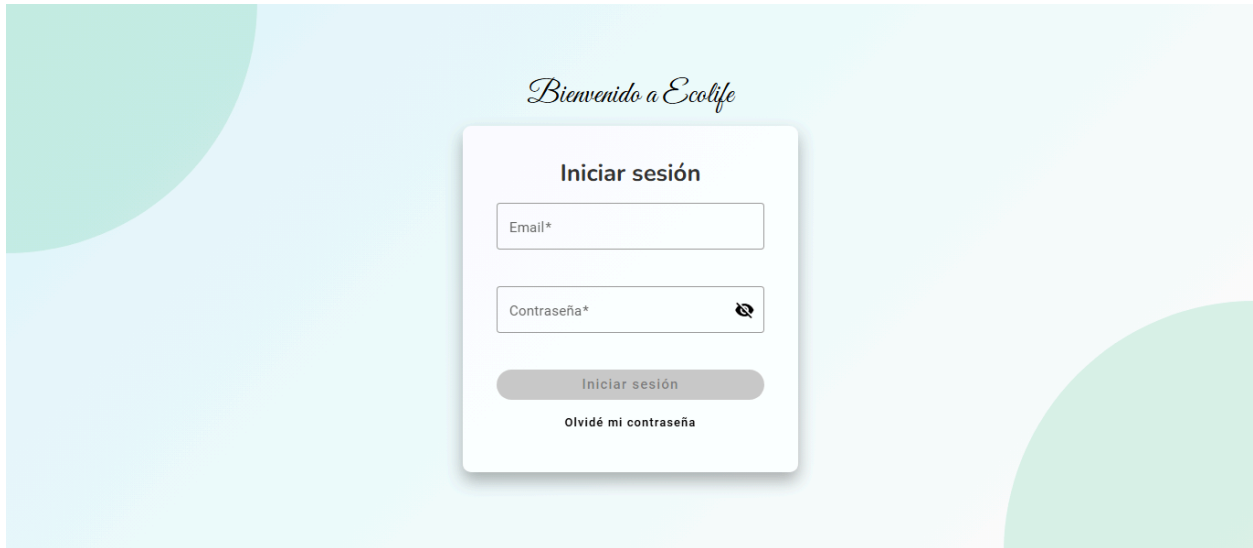 Bienvenido a Ecolife
Iniciar sesión
Email*
Contraseña*
Iniciar sesión
Olvidé mi contraseña